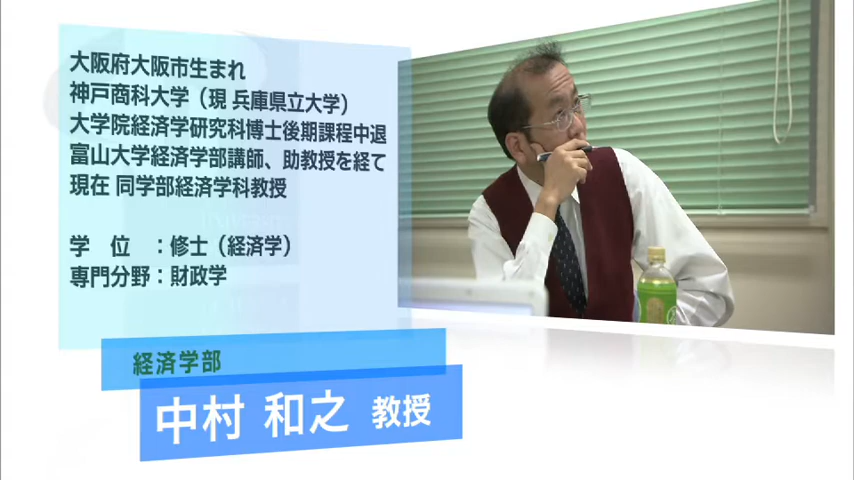 大阪府大阪市生まれ
神戸商科大学（現 兵庫県立大学）
大学院経済学研究科博士後期課程中退
富山大学経済学部講師、助教授を経て
現在 同学部経済学科教授
学　位　：修士（経済学）
専門分野：財政学
経済学部
中村 和之 教授